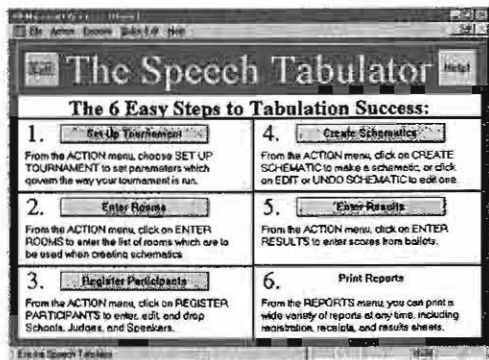 File Action Reports Help
Exit The Speech Tabulator Help!
The 6 Easy Steps to Tabulation Success:
1. Set Up Tournament
From the ACTION menu, choose SET UP
TOURNAMENT to set parameters which
govern the way your tournament is run.
2. Enter Rooms
From the ACTION menu, click on ENTER
ROOMS to enter the list of rooms which are to
be used when creating schematics
3. Register Participants
From the ACTION menu, click on REGISTER
PARTICIPANTS to enter, edit, and drop
Schools, Judges, and Speakers.
4. Create Schematics
From the ACTION menu, click on CREATE
SCHEMATIC to make a schematic, or click
on EDIT or UNDO SCHEMATIC to edit one.
5. Enter Results
From the ACTION menu, click on ENTER
RESULTS to enter scores from ballots.
6. Print Reports
From the REPORTS menu, you can print a
wide variety of reports at any time, including
registration, receipts, and results sheets.
Speech Tabulator